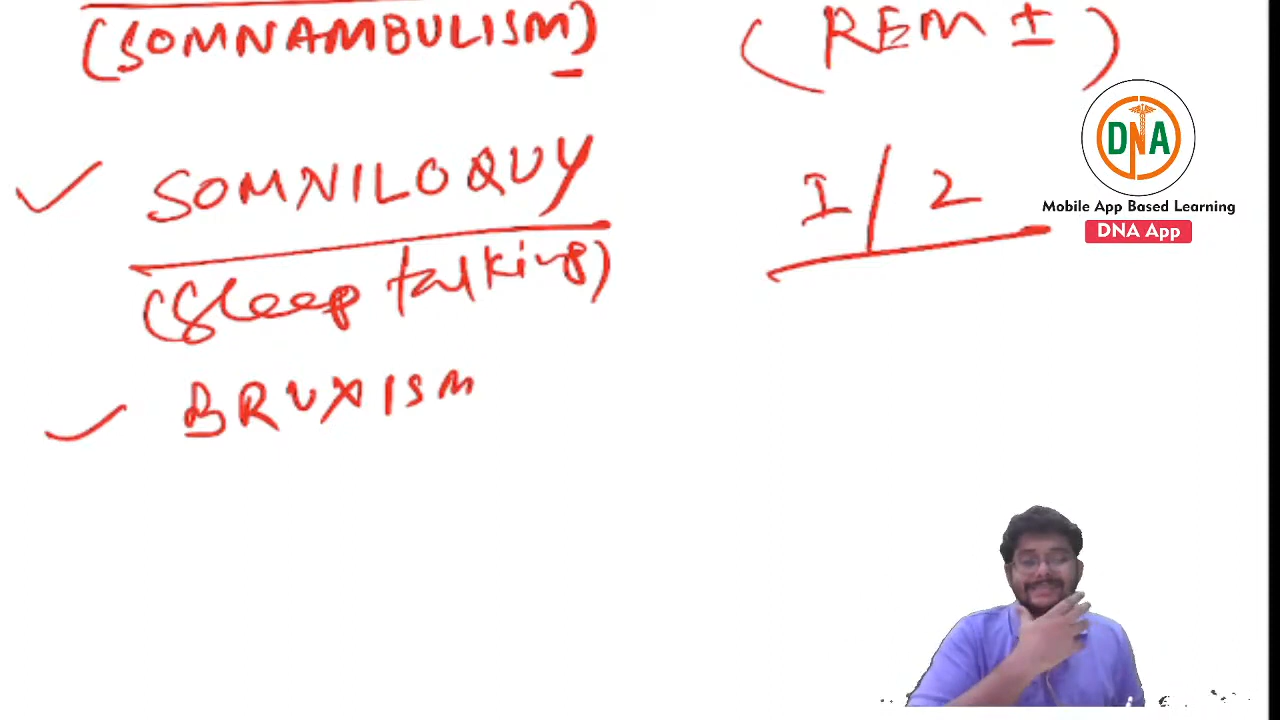 (SOMNAMBULISM)
(REM ±)
SOMNILOQUY
I/2
(Sleep talking)
BRUXISM
DNA
Mobile App Based Learning
DNA App